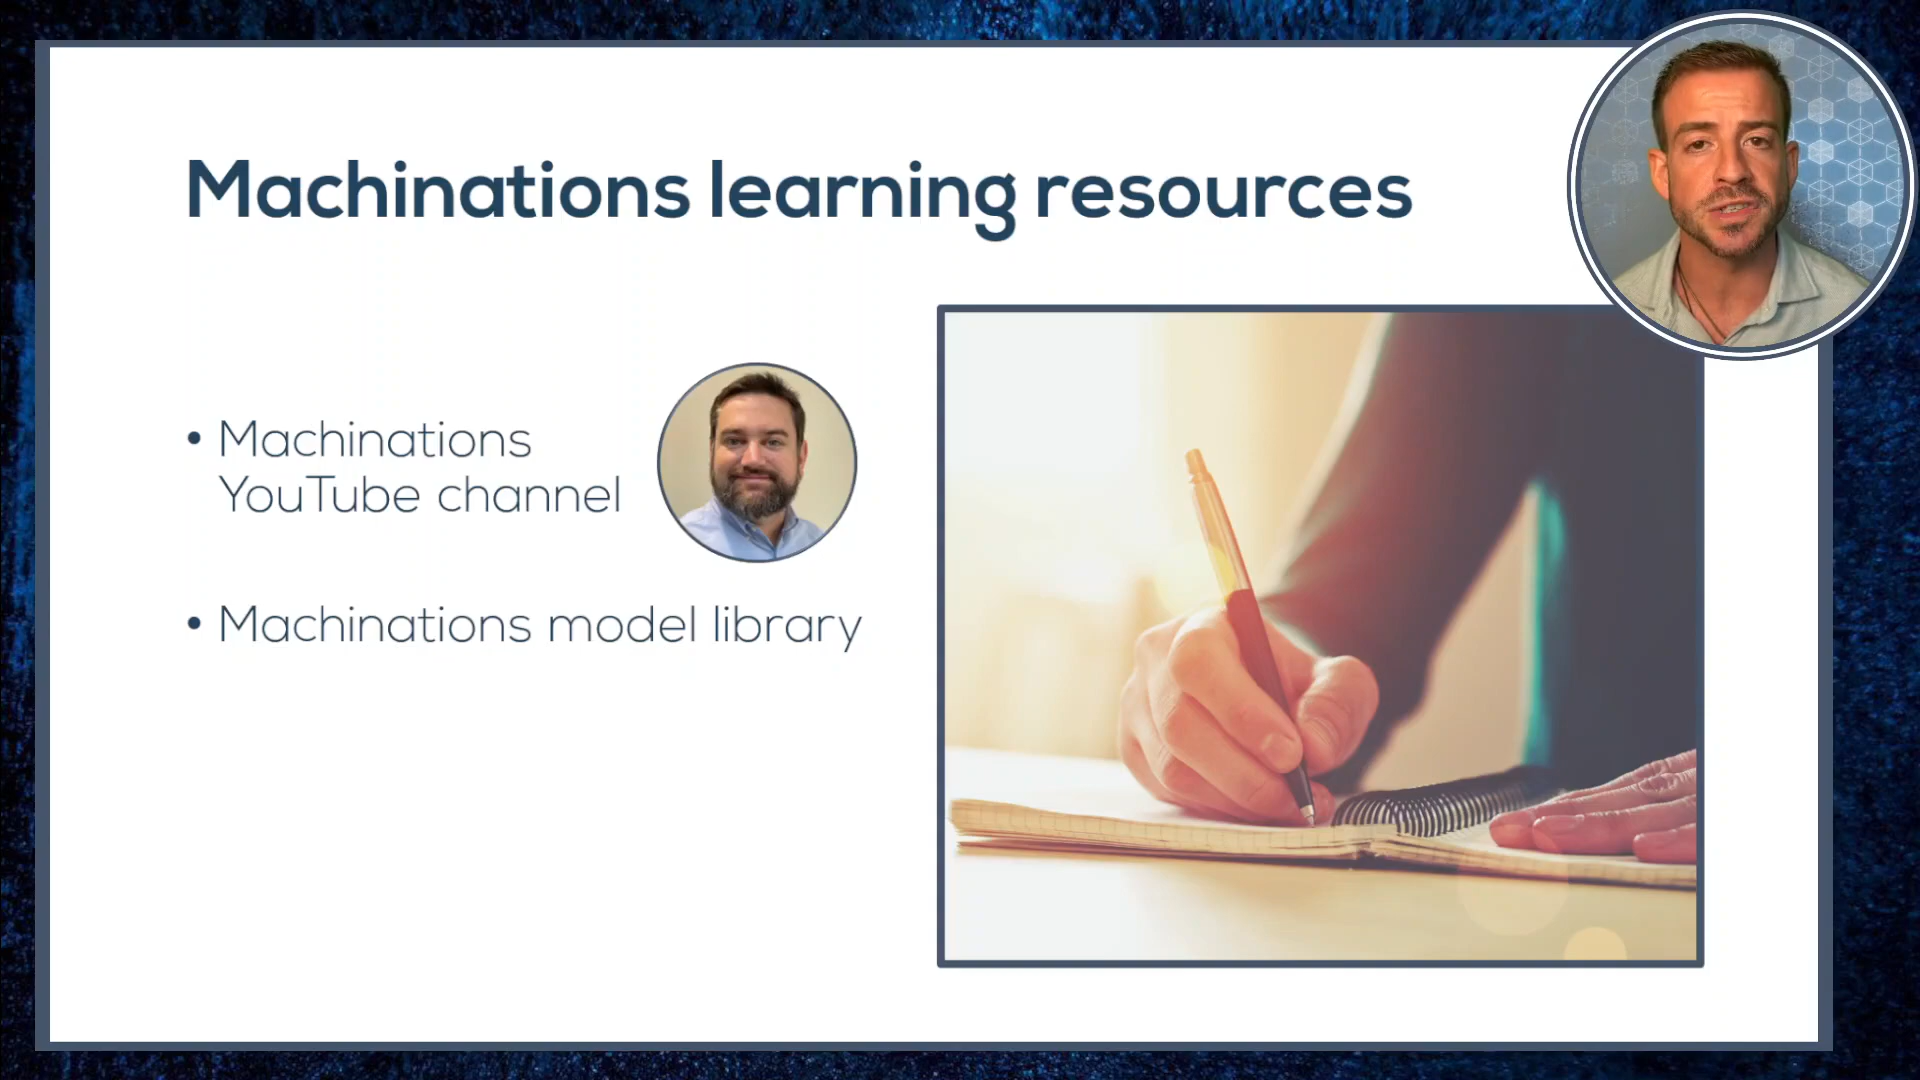 Machinations learning resources
• Machinations
YouTube channel
• Machinations model library